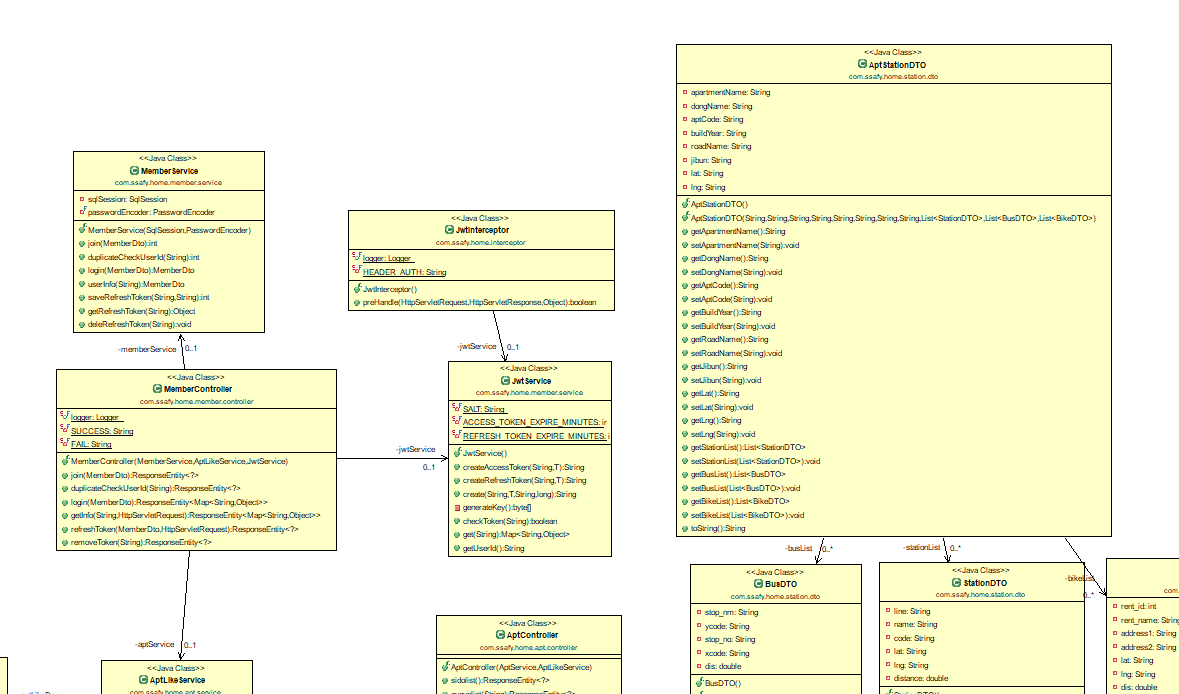 <<Java Class>>
AptStationDTO
com.ssafy.home.station.dto
apartmentName: String
dongName: String
aptCode: String
buildYear: String
roadName: String
jibun: String
lat: String
lng: String
AptStationDTO()
AptStationDTO(String,String,String,String,String,String,String,String,List<StationDTO>,List<BusDTO>,List<BikeDTO>)
getApartmentName():String
setApartmentName(String):void
getDongName():String
setDongName(String):void
getAptCode():String
setAptCode(String):void
getBuildYear():String
setBuildYear(String):void
getRoadName():String
setRoadName(String):void
getJibun():String
setJibun(String):void
getLat():String
setLat(String):void
getLng():String
setLng(String):void
getStationList():List<StationDTO>
setStationList(List<StationDTO>):void
getBusList():List<BusDTO>
setBusList(List<BusDTO>):void
getBikeList():List<BikeDTO>
setBikeList(List<BikeDTO>):void
toString():String
<<Java Class>>
MemberService
com.ssafy.home.member.service
sqlSession: SqlSession
passwordEncoder: PasswordEncoder
MemberService(SqlSession,PasswordEncoder)
join(MemberDto):int
duplicateCheckUserId(String):int
login(MemberDto):MemberDto
userInfo(String):MemberDto
saveRefreshToken(String,String):int
getRefreshToken(String):Object
deleRefreshToken(String):void
<<Java Class>>
JwtInterceptor
com.ssafy.home.interceptor
logger: Logger
HEADER_AUTH: String
JwtInterceptor()
preHandle(HttpServletRequest,HttpServletResponse,Object):boolean
-memberService 0..1
-jwtService 0..1
<<Java Class>>
MemberController
com.ssafy.home.member.controller
logger: Logger
SUCCESS: String
FAIL: String
MemberController(MemberService,AptLikeService,JwtService)
join(MemberDto):ResponseEntity<?>
duplicateCheckUserId(String):ResponseEntity<?>
login(MemberDto):ResponseEntity<Map<String,Object>>
getInfo(String,HttpServletRequest):ResponseEntity<Map<String,Object>>
refreshToken(MemberDto,HttpServletRequest):ResponseEntity<?>
removeToken(String):ResponseEntity<?>
-jwtService
0..1
<<Java Class>>
JwtService
com.ssafy.home.member.service
SALT: String
ACCESS_TOKEN_EXPIRE_MINUTES: ir
REFRESH_TOKEN_EXPIRE_MINUTES: i
JwtService()
createAccessToken(String,T):String
createRefreshToken(String,T):String
create(String,T,String,long):String
generateKey():byte[]
checkToken(String):boolean
get(String):Map<String,Object>
getUserId():String
-busList 0..*
-stationList 0..*
-bikeList
0..*
<<Java Class>>
BusDTO
com.ssafy.home.station.dto
stop_nm: String
ycode: String
stop_no: String
xcode: String
dis: double
BusDTO()
<<Java Class>>
StationDTO
com.ssafy.home.station.dto
line: String
name: String
code: String
lat: String
lng: String
distance: double
com.
rent_id: int
rent_name: String
address1: String
address2: String
lat: String
lng: String
dis: double
-aptService 0..1
<<Java Class>>
AptLikeService
com.ssafy.home.apt.service
<<Java Class>>
AptController
com.ssafy.home.apt.controller
AptController(AptService,AptLikeService)
sidolist():ResponseEntity<?>